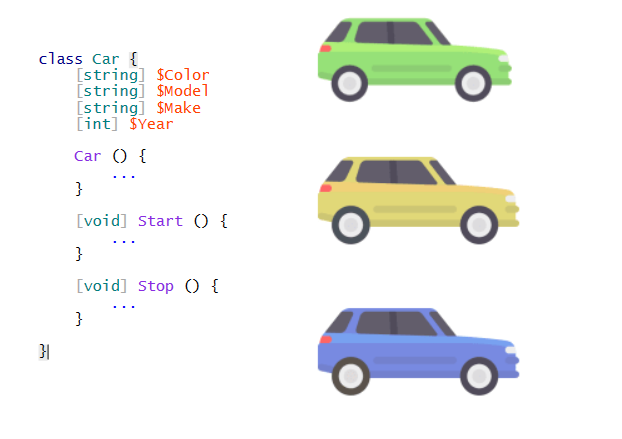 class Car {
[string] $Color
[string] $Model
[string] $Make
[int] $Year
Car () {
...
}
[void] Start () {
...
}
[void] Stop () {
...
}
}